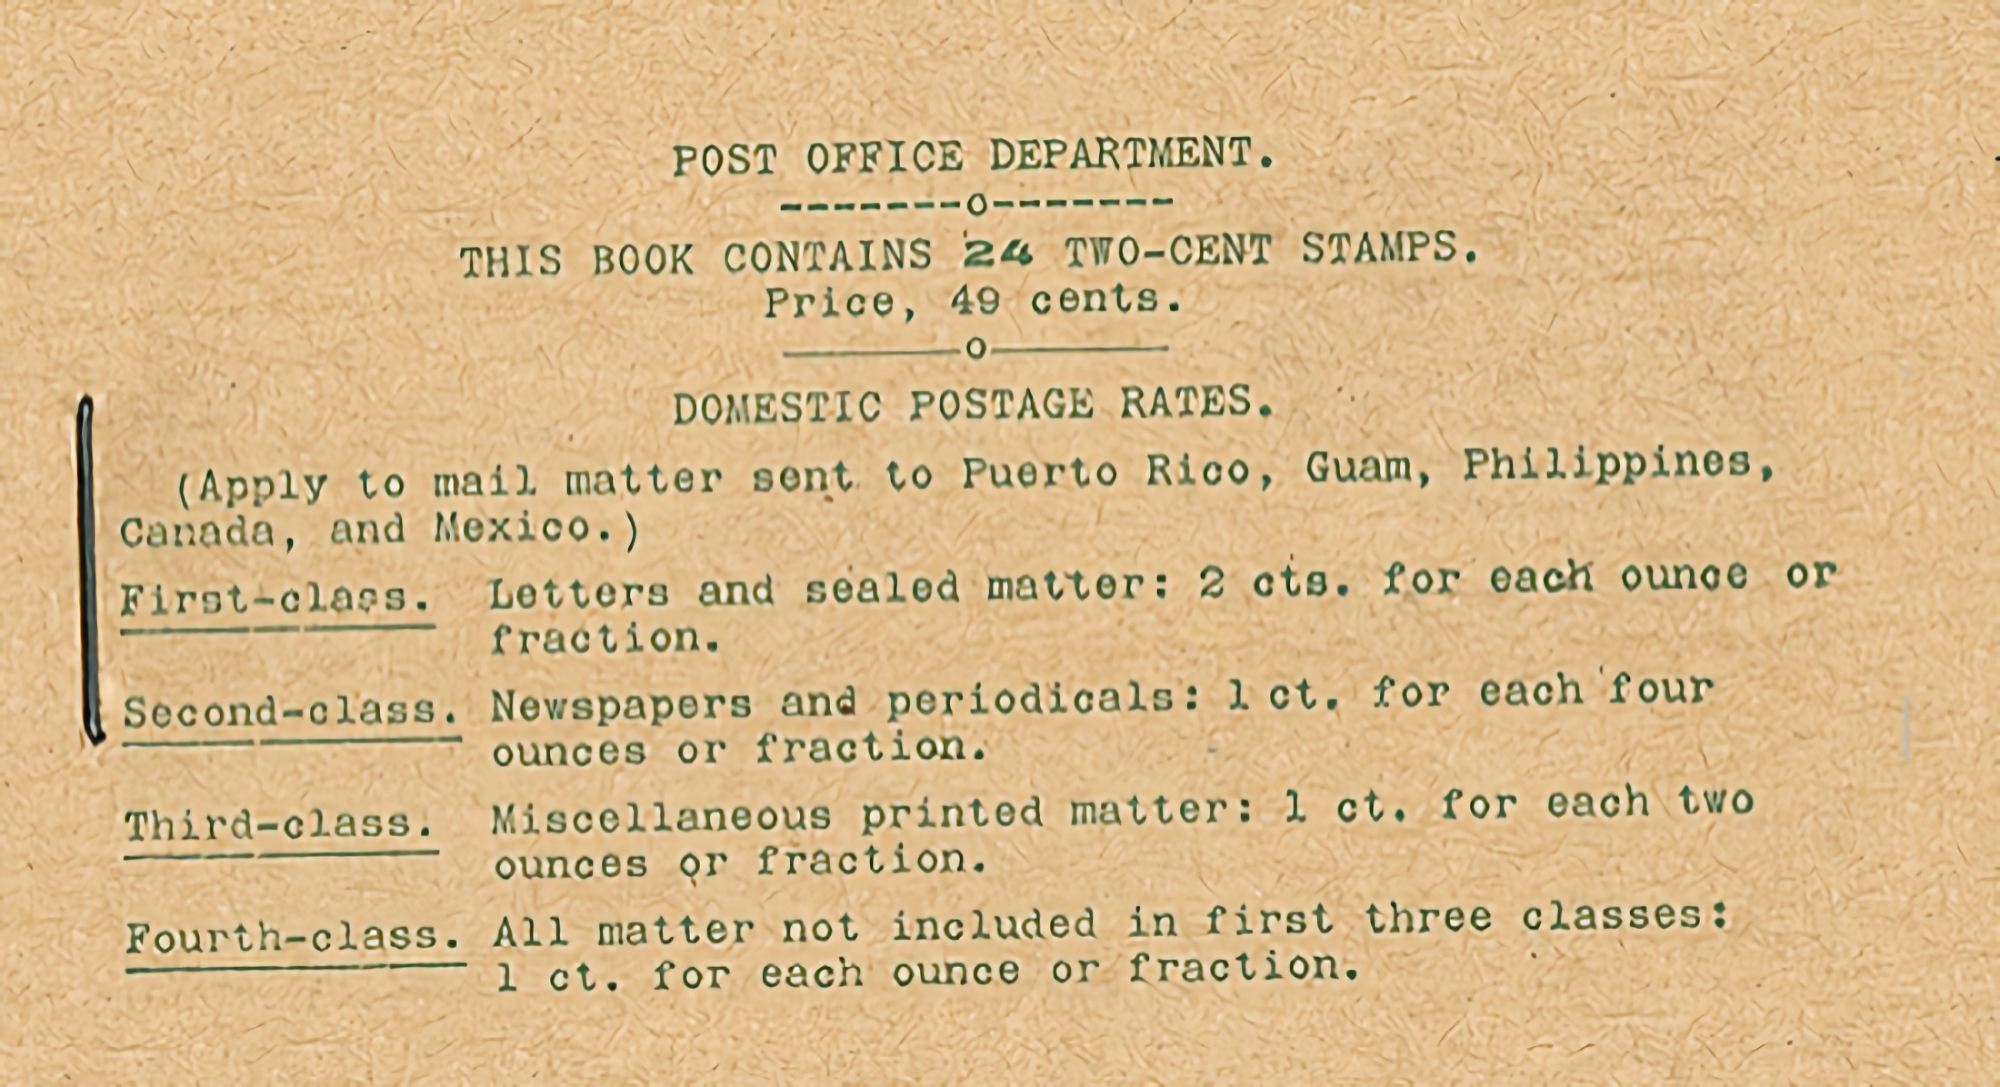 POST OFFICE DEPARTMENT.
-------o-------
THIS BOOK CONTAINS 24 TWO-CENT STAMPS.
Price, 49 cents.
o
DOMESTIC POSTAGE RATES.
(Apply to mail matter sent to Puerto Rico, Guam, Philippines,
Canada, and Mexico.)
First-class. Letters and sealed matter: 2 cts. for each ounce or
fraction.
Second-class. Newspapers and periodicals: 1 ct. for each four
ounces or fraction.
Third-class. Miscellaneous printed matter: 1 ct. for each two
ounces or fraction.
Fourth-class. All matter not included in first three classes:
1 ct. for each ounce or fraction.